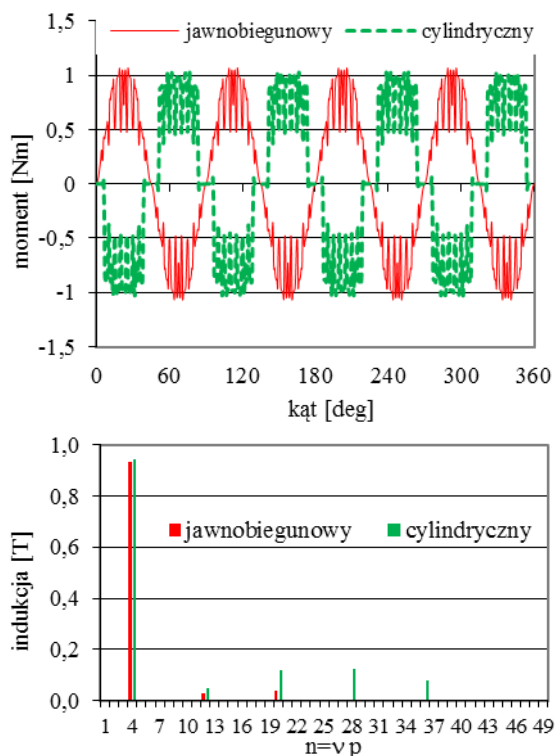 1,5
jawnobiegunowy cylindryczny
1
0,5
0
-0,5
-1
-1,5
moment [Nm]
0 60 120 180 240 300 360
kąt [deg]
1,0
0,8
0,6
0,4
0,2
0,0
indukcja [T]
jawnobiegunowy cylindryczny
1 4 7 10 13 16 19 22 25 28 31 34 37 40 43 46 49
n=ν p